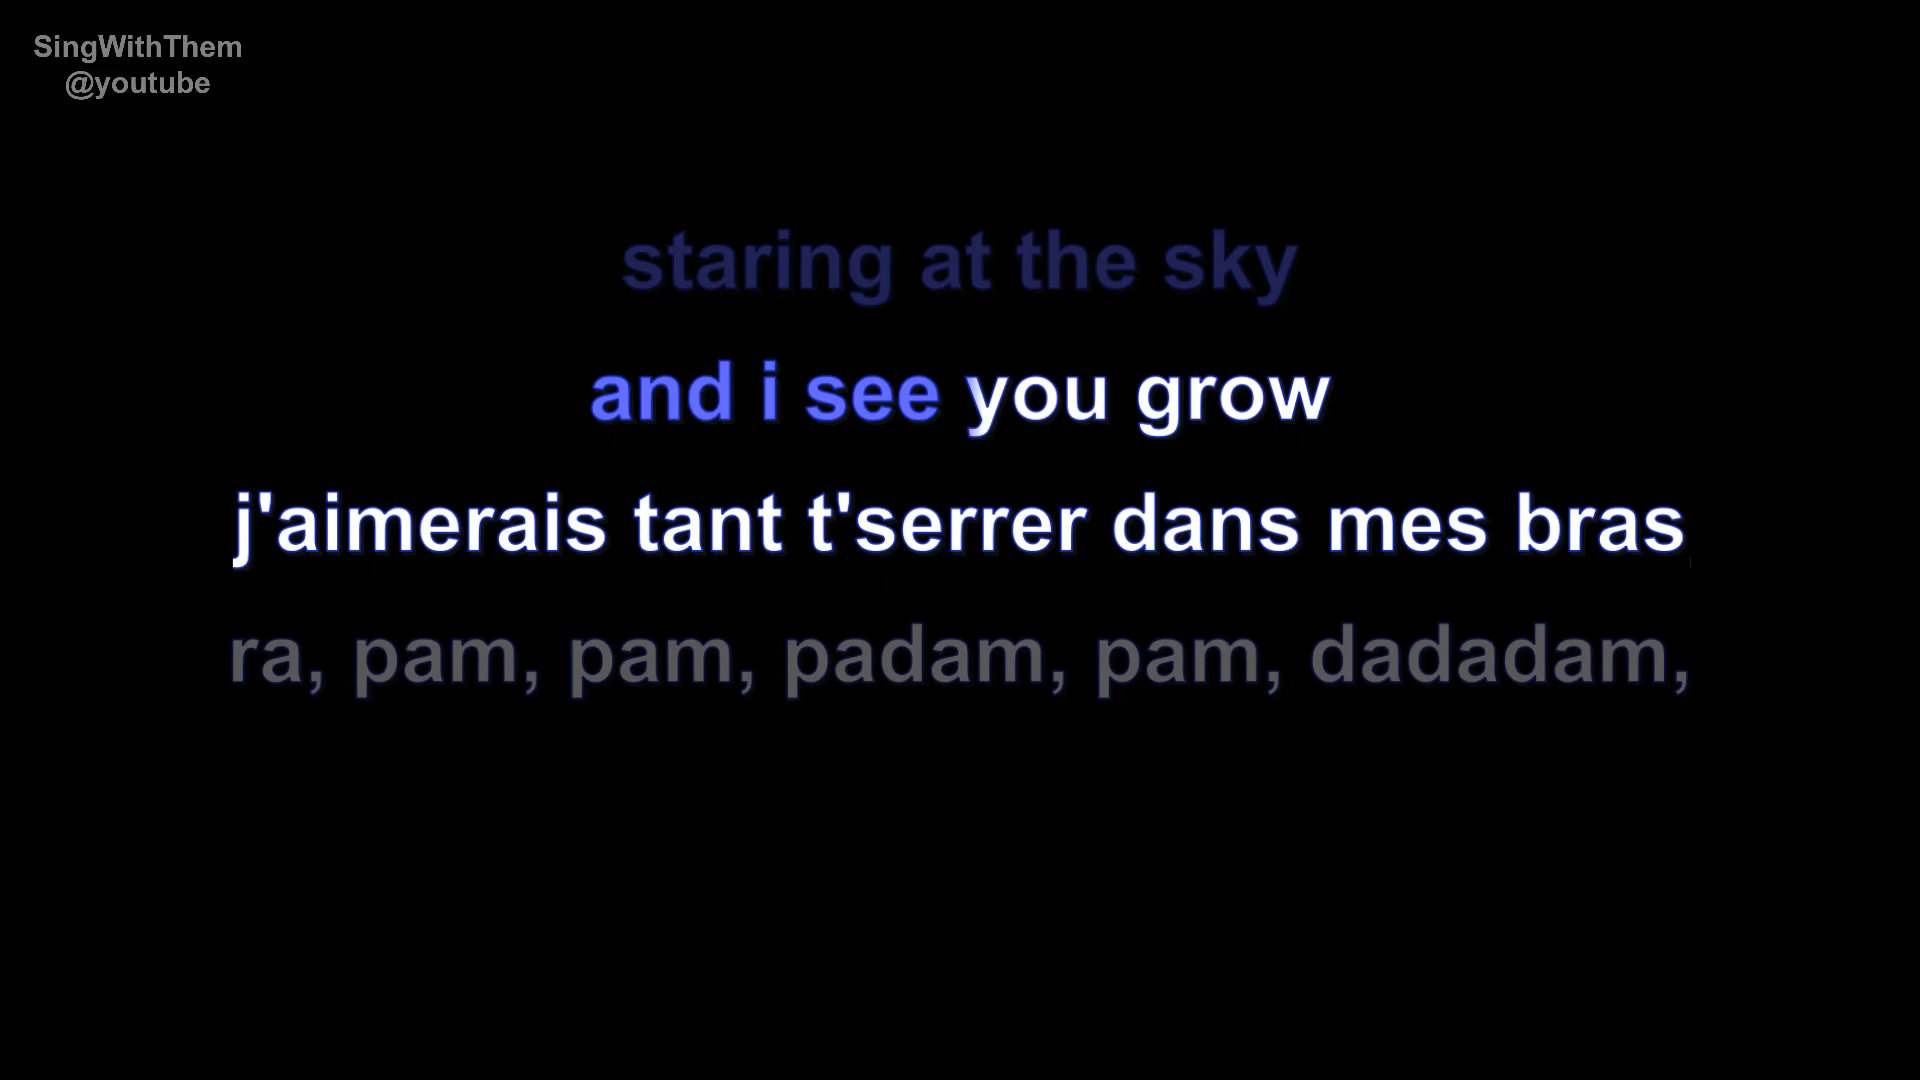 SingWithThem
@youtube
staring at the sky
and i see you grow
j'aimerais tant t'serrer dans mes bras
ra, pam, pam, padam, pam, dadadam,